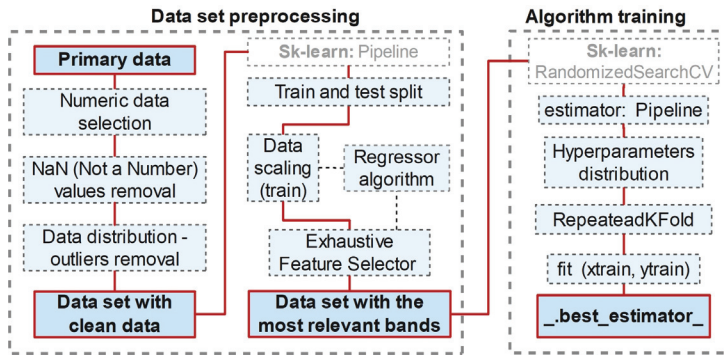 Data set preprocessing
Primary data
Numeric data
selection
NaN (Not a Number)
values removal
Data distribution -
outliers removal
Data set with
clean data
Sk-learn: Pipeline
Train and test split
Data
scaling
(train)
Regressor
algorithm
Exhaustive
Feature Selector
Data set with the
most relevant bands
Algorithm training
Sk-learn:
RandomizedSearchCV
estimator: Pipeline
Hyperparameters
distribution
RepeateadKFold
fit (xtrain, ytrain)
_.best_estimator_